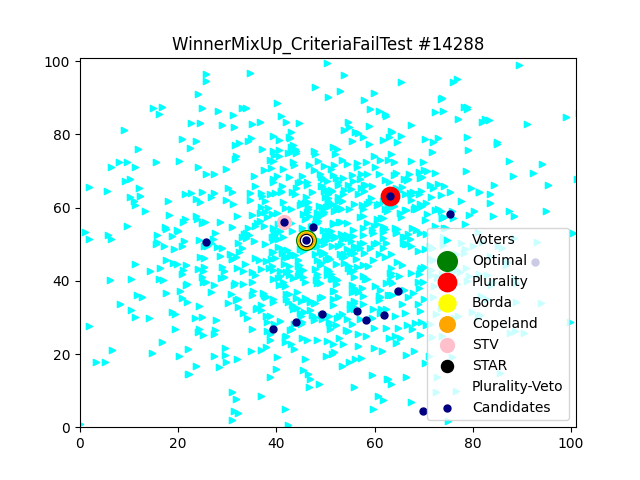 WinnerMixUp_CriteriaFailTest #14288
100
80
60
40
20
0
0
20
40
60
80
100
Voters
Optimal
Plurality
Borda
Copeland
STV
STAR
Plurality-Veto
Candidates